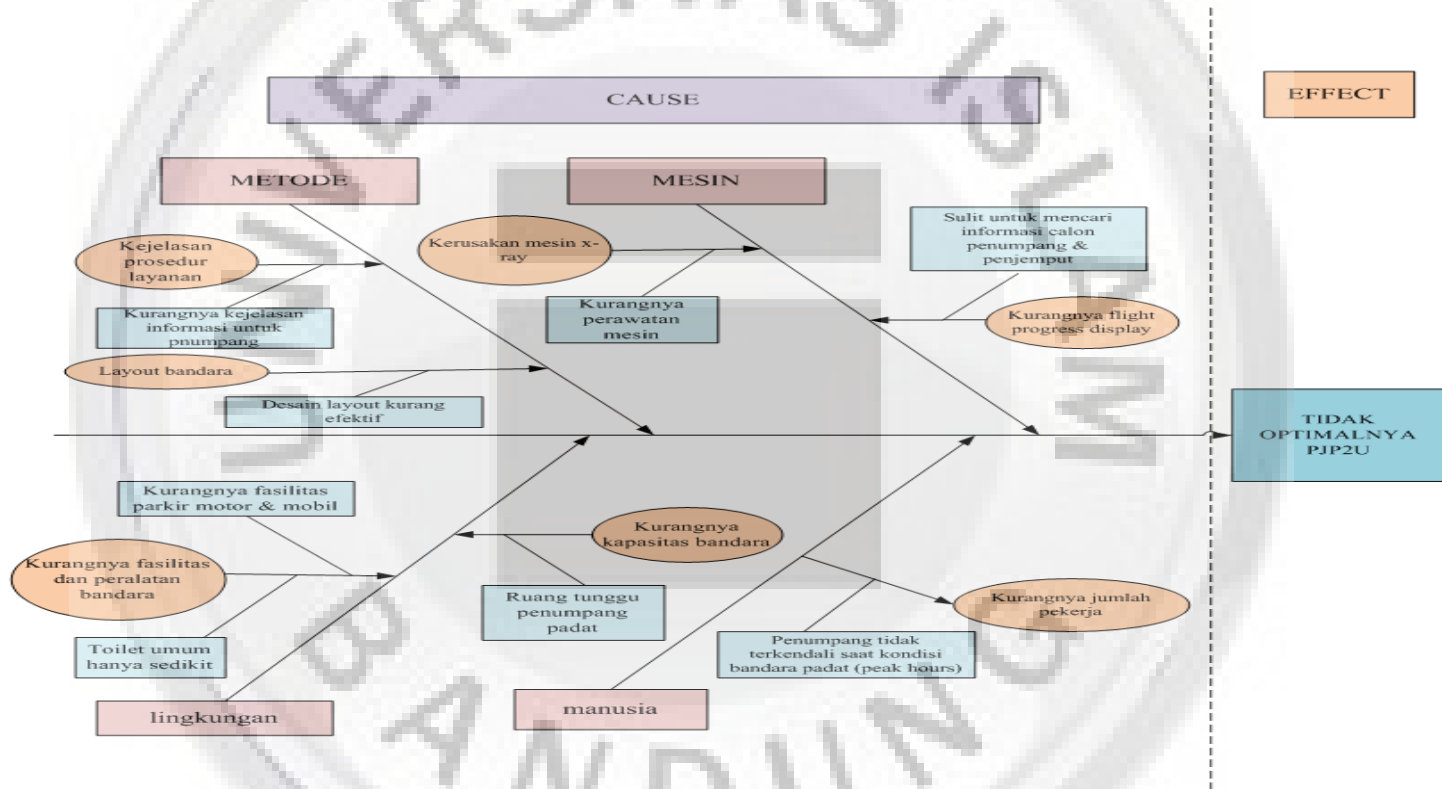 UNIVERSITAS ISLAM
BANDUNG
CAUSE
EFFECT
METODE
MESIN
Kejelasan
prosedur
layanan
Kurangnya kejelasan
informasi untuk
pnumpang
Layout bandara
Desain layout kurang
efektif
Kerusakan mesin x-
ray
Kurangnya
perawatan
mesin
Sulit untuk mencari
informasi calon
penumpang &
penjemput
Kurangnya flight
progress display
TIDAK
OPTIMALNYA
PJP2U
Kurangnya fasilitas
parkir motor & mobil
Kurangnya fasilitas
dan peralatan
bandara
Toilet umum
hanya sedikit
Kurangnya
kapasitas bandara
Ruang tunggu
penumpang
padat
Kurangnya jumlah
pekerja
Penumpang tidak
terkendali saat kondisi
bandara padat (peak hours)
lingkungan
manusia